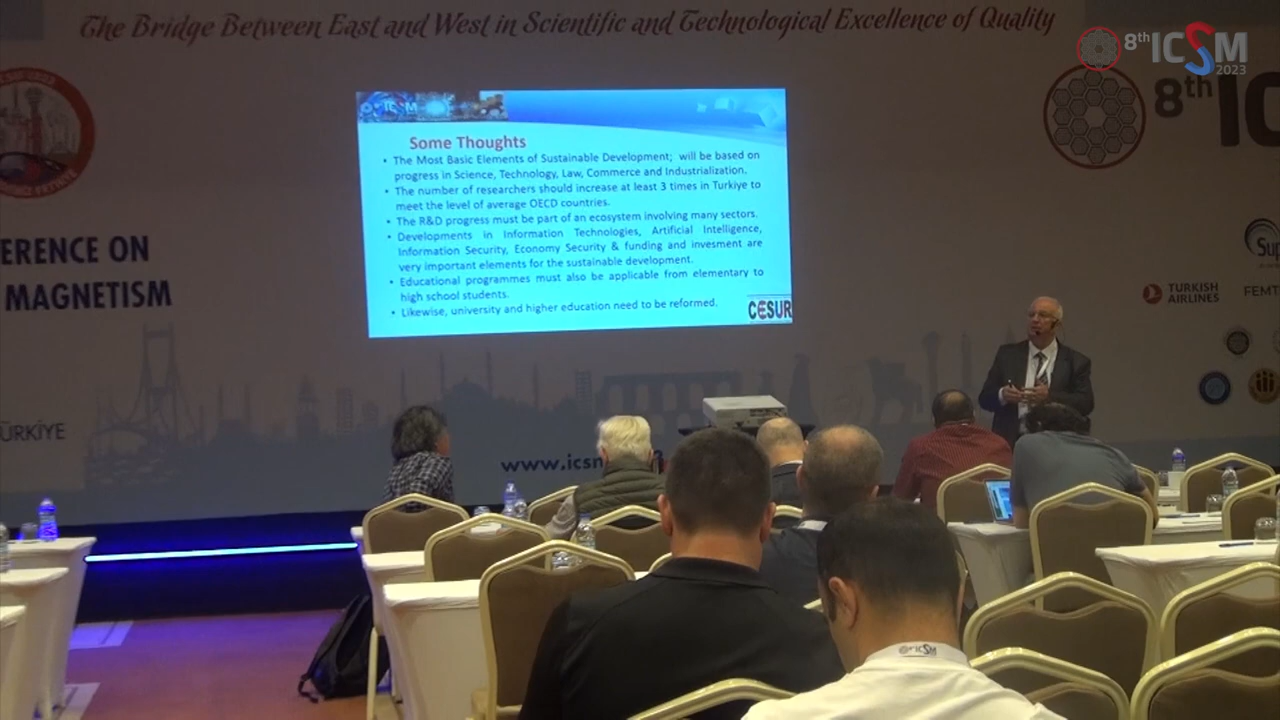 The Bridge Between East and West in Scientific and Technological Excellence of Quality
8th ICSM
2023
8th IC
ICSM
Some Thoughts
• The Most Basic Elements of Sustainable Development; will be based on
progress in Science, Technology, Law, Commerce and Industrialization.
• The number of researchers should increase at least 3 times in Turkiye to
meet the level of average OECD countries.
• The R&D progress must be part of an ecosystem involving many sectors.
• Developments in Information Technologies, Artificial Intelligence,
Information Security, Economy Security & funding and invesment are
very important elements for the sustainable development.
• Educational programmes must also be applicable from elementary to
high school students.
• Likewise, university and higher education need to be reformed.
CESUR
ERENCE ON
MAGNETISM
Sup
TURKISH
AIRLINES
FEMT
ÜRKİYE
www.icsm
ICSM